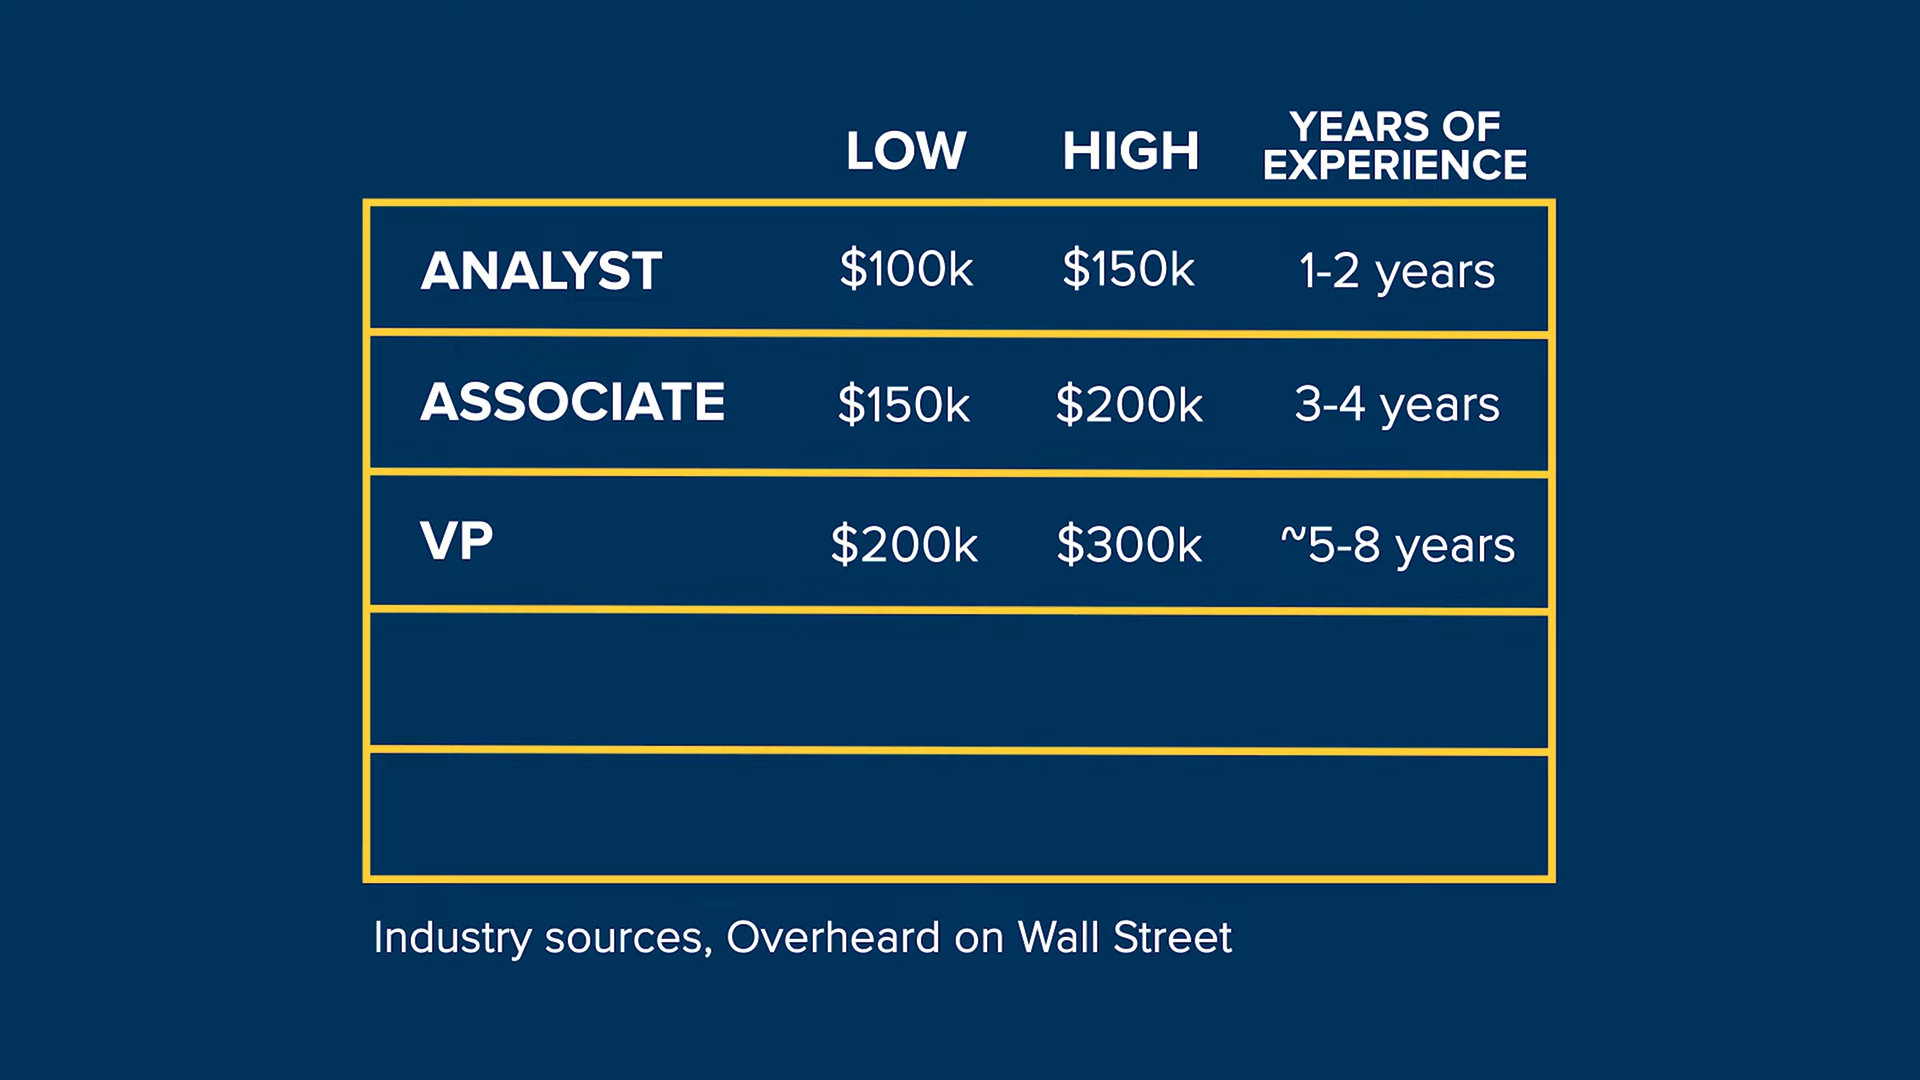 LOW HIGH YEARS OF
EXPERIENCE
ANALYST $100k $150k 1-2 years
ASSOCIATE $150k $200k 3-4 years
VP $200k $300k ~5-8 years
Industry sources, Overheard on Wall Street